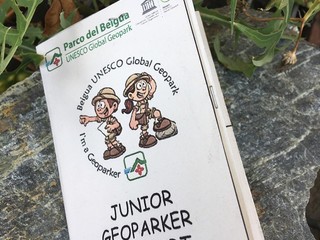 Parco del Beigua
UNESCO Global Geopark
Beigua UNESCO Global Geopark
I'm a Geoparker
JUNIOR
GEOPARKER